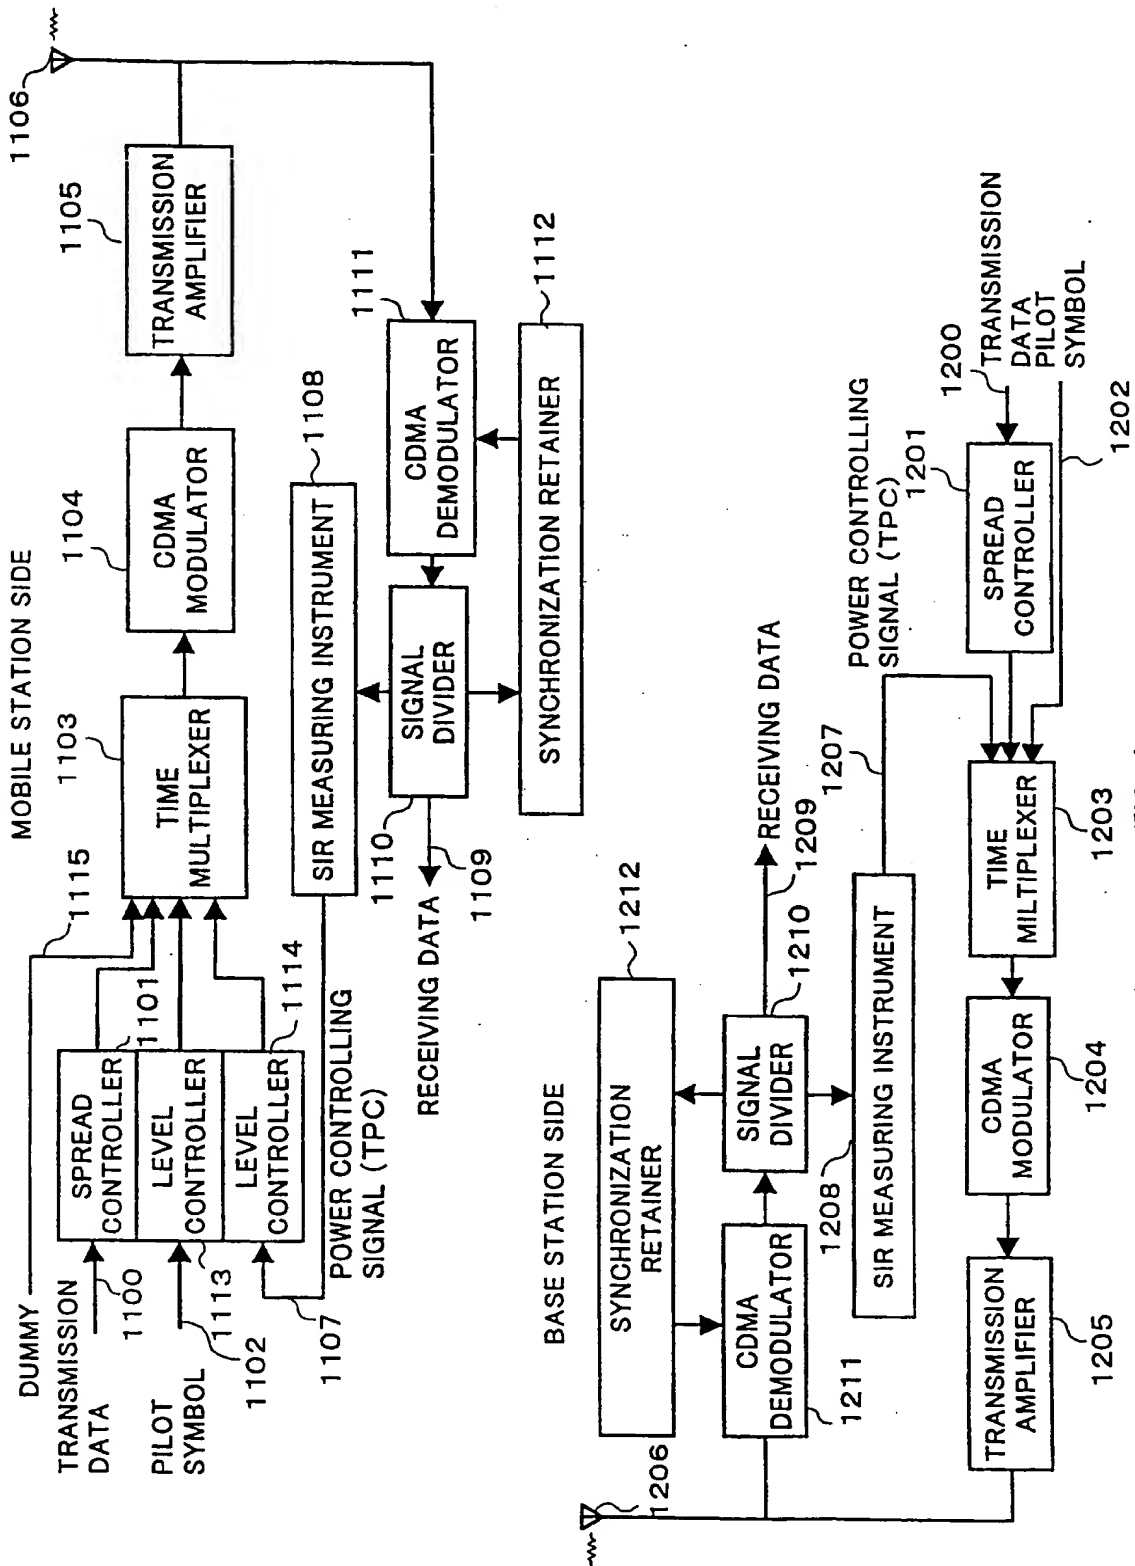 MOBILE STATION SIDE
DUMMY
1115
TRANSMISSION
DATA
1100
SPREAD
CONTROLLER
1101
PILOT
SYMBOL
1102
LEVEL
CONTROLLER
1113
LEVEL
CONTROLLER
1114
1107
POWER CONTROLLING
SIGNAL (TPC)
TIME
MULTIPLEXER
1103
CDMA
MODULATOR
1104
TRANSMISSION
AMPLIFIER
1105
1106
SIR MEASURING INSTRUMENT
1108
RECEIVING DATA
1109
SIGNAL
DIVIDER
1110
CDMA
DEMODULATOR
1111
SYNCHRONIZATION RETAINER
1112
BASE STATION SIDE
1206
SYNCHRONIZATION
RETAINER
1212
CDMA
DEMODULATOR
1211
SIGNAL
DIVIDER
1210
RECEIVING DATA
1209
1208
SIR MEASURING INSTRUMENT
1207
POWER CONTROLLING
SIGNAL (TPC)
TRANSMISSION
AMPLIFIER
1205
CDMA
MODULATOR
1204
TIME
MILTIPLEXER
1203
SPREAD
CONTROLLER
1201
1200
TRANSMISSION
DATA
PILOT
SYMBOL
1202